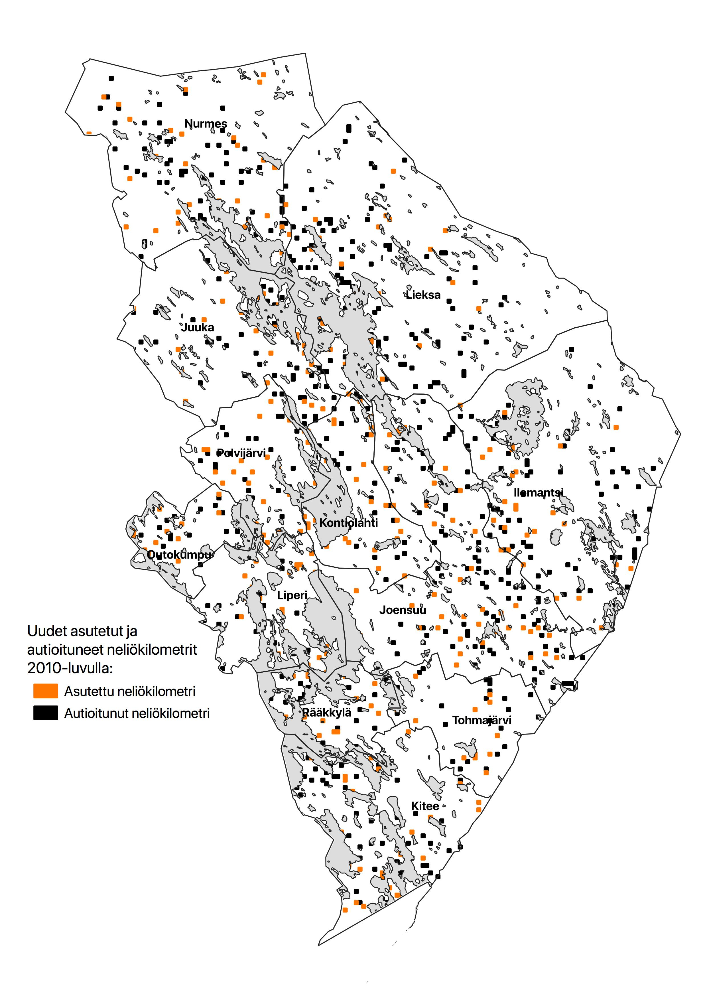 Nurmes
Lieksa
Juuka
Polvijärvi
Ilomantsi
Kontiolahti
Outokumpu
Liperi
Joensuu
Uudet asutetut ja
autioituneet neliökilometrit
2010-luvulla:
Asutettu neliökilometri
Autioitunut neliökilometri
Rääkkylä
Tohmajärvi
Kitee